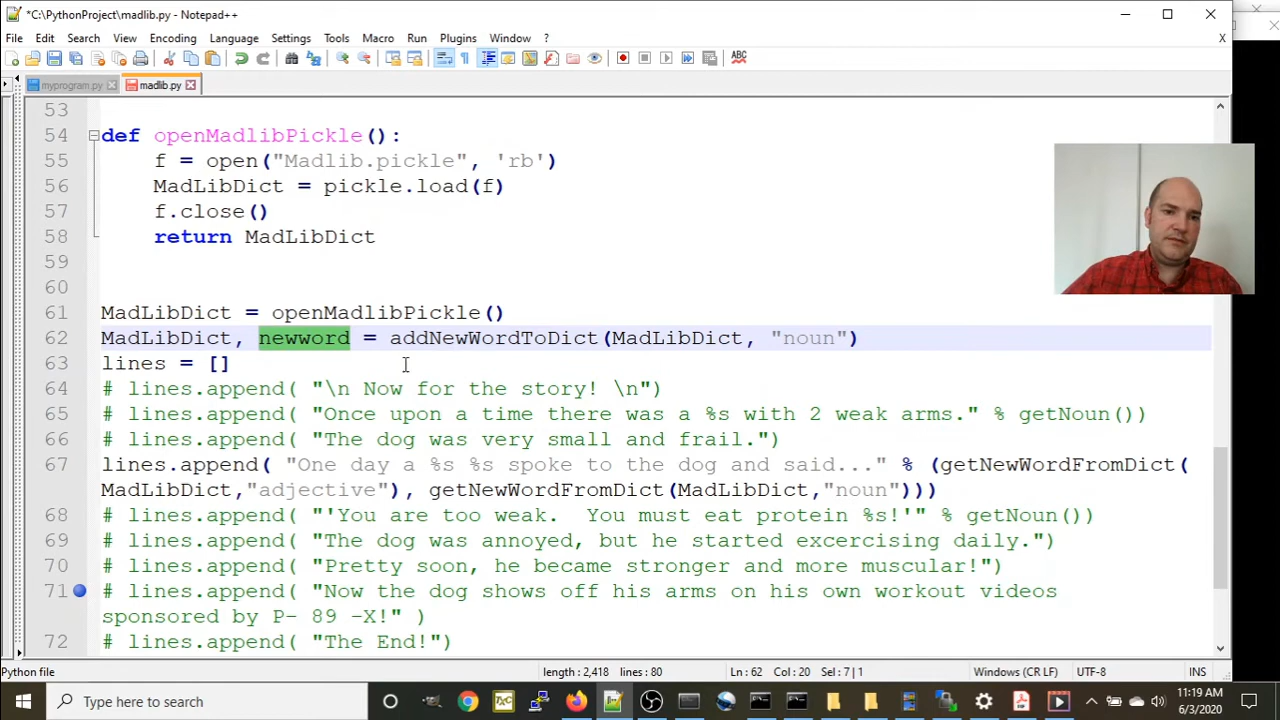 *C:\PythonProject\madlib.py - Notepad++
File Edit Search View Encoding Language Settings Tools Macro Run Plugins Window ? X
myprogram.py madlib.py
53
54 def openMadlibPickle():
55 f = open("Madlib.pickle", 'rb')
56 MadLibDict = pickle.load(f)
57 f.close()
58 return MadLibDict
59
60
61 MadLibDict = openMadlibPickle()
62 MadLibDict, newword = addNewWordToDict(MadLibDict, "noun")
63 lines = []
64 # lines.append( "\n Now for the story! \n")
65 # lines.append( "Once upon a time there was a %s with 2 weak arms." % getNoun())
66 # lines.append( "The dog was very small and frail.")
67 lines.append( "One day a %s %s spoke to the dog and said..." % (getNewWordFromDict(
MadLibDict,"adjective"), getNewWordFromDict(MadLibDict,"noun")))
68 # lines.append( "'You are too weak.  You must eat protein %s!'" % getNoun())
69 # lines.append( "The dog was annoyed, but he started excercising daily.")
70 # lines.append( "Pretty soon, he became stronger and more muscular!")
71 # lines.append( "Now the dog shows off his arms on his own workout videos
sponsored by P- 89 -X!" )
72 # lines.append( "The End!")
Python file length : 2,418 lines : 80 Ln : 62 Col : 20 Sel : 7 | 1 Windows (CR LF) UTF-8 INS
Type here to search
11:19 AM
6/3/2020